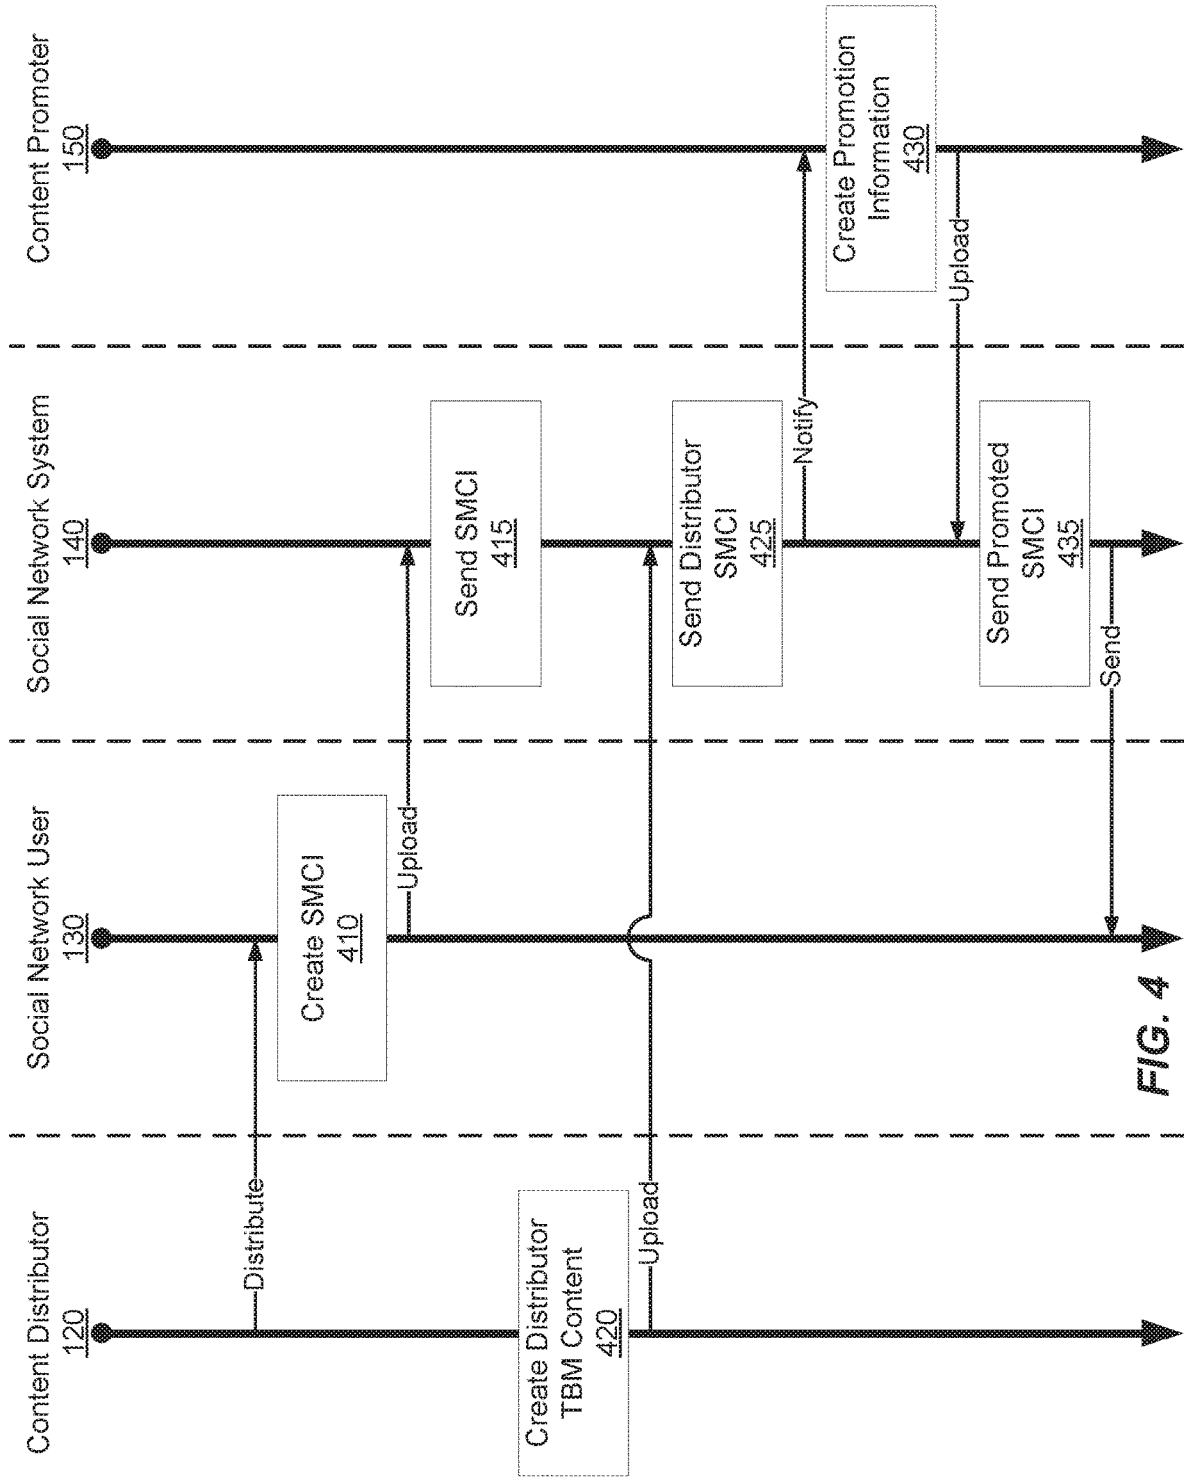 Content Distributor
120
Social Network User
130
Social Network System
140
Content Promoter
150
Distribute
Create SMCI
410
Upload
Send SMCI
415
Create Distributor
TBM Content
420
Upload
Send Distributor
SMCI
425
Notify
Create Promotion
Information
430
Upload
Send Promoted
SMCI
435
Send
FIG. 4